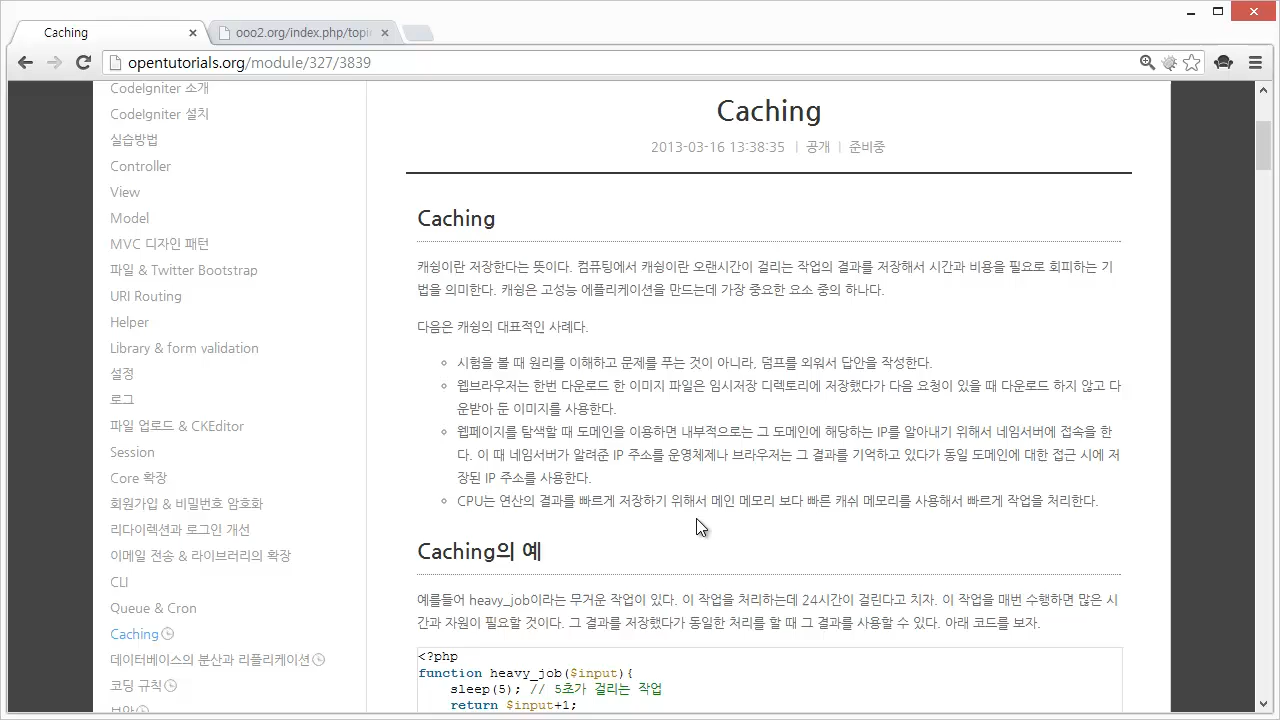 Caching
ooo2.org/index.php/topi
opentutorials.org/module/327/3839
CodeIgniter 소개
CodeIgniter 설치
실습방법
Controller
View
Model
MVC 디자인 패턴
파일 & Twitter Bootstrap
URI Routing
Helper
Library & form validation
설정
로그
파일 업로드 & CKEditor
Session
Core 확장
회원가입 & 비밀번호 암호화
리다이렉션과 로그인 개선
이메일 전송 & 라이브러리의 확장
CLI
Queue & Cron
Caching
데이터베이스의 분산과 리플리케이션
코딩 규칙
보안
Caching
2013-03-16 13:38:35 | 공개 | 준비중
Caching
캐슁이란 저장한다는 뜻이다. 컴퓨팅에서 캐슁이란 오랜시간이 걸리는 작업의 결과를 저장해서 시간과 비용을 필요로 회피하는 기
법을 의미한다. 캐슁은 고성능 에플리케이션을 만드는데 가장 중요한 요소 중의 하나다.
다음은 캐슁의 대표적인 사례다.
시험을 볼 때 원리를 이해하고 문제를 푸는 것이 아니라, 덤프를 외워서 답안을 작성한다.
웹브라우저는 한번 다운로드 한 이미지 파일은 임시저장 디렉토리에 저장했다가 다음 요청이 있을 때 다운로드 하지 않고 다
운받아 둔 이미지를 사용한다.
웹페이지를 탐색할 때 도메인을 이용하면 내부적으로는 그 도메인에 해당하는 IP를 알아내기 위해서 네임서버에 접속을 한
다. 이 때 네임서버가 알려준 IP 주소를 운영체제나 브라우저는 그 결과를 기억하고 있다가 동일 도메인에 대한 접근 시에 저
장된 IP 주소를 사용한다.
CPU는 연산의 결과를 빠르게 저장하기 위해서 메인 메모리 보다 빠른 캐쉬 메모리를 사용해서 빠르게 작업을 처리한다.
Caching의 예
예를들어 heavy_job이라는 무거운 작업이 있다. 이 작업을 처리하는데 24시간이 걸린다고 치자. 이 작업을 매번 수행하면 많은 시
간과 자원이 필요할 것이다. 그 결과를 저장했다가 동일한 처리를 할 때 그 결과를 사용할 수 있다. 아래 코드를 보자.
<?php
function heavy_job($input){
sleep(5); // 5초가 걸리는 작업
return $input+1;